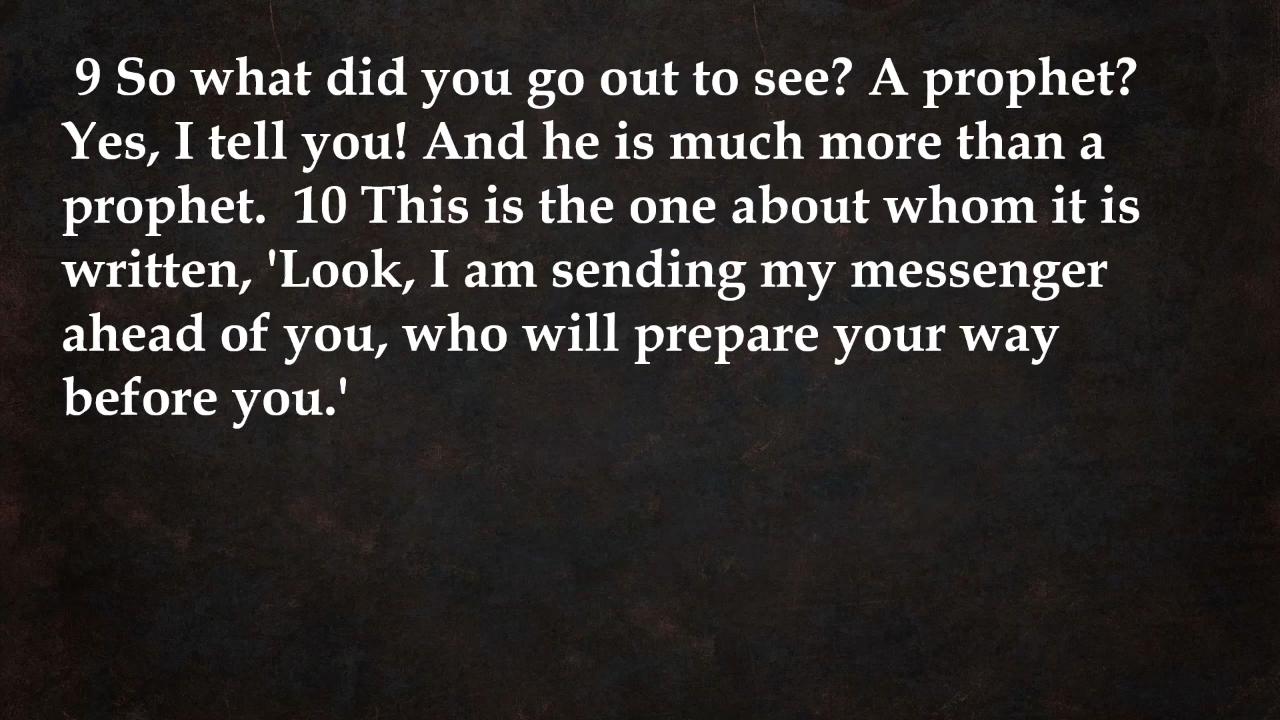 9 So what did you go out to see? A prophet?
Yes, I tell you! And he is much more than a
prophet.  10 This is the one about whom it is
written, 'Look, I am sending my messenger
ahead of you, who will prepare your way
before you.'